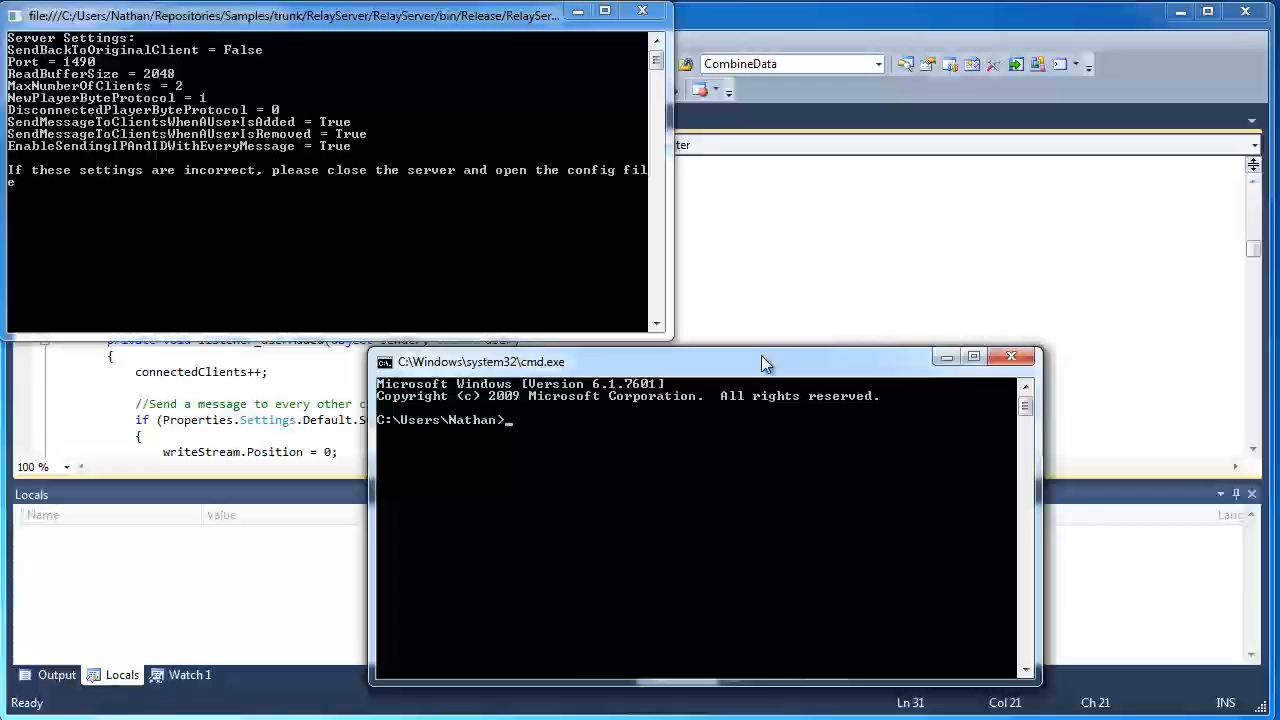 file:///C:/Users/Nathan/Repositories/Samples/trunk/RelayServer/RelayServer/bin/Release/RelaySer...
Server Settings:
SendBackToOriginalClient = False
Port = 1490
ReadBufferSize = 2048
MaxNumberOfClients = 2
NewPlayerByteProtocol = 1
DisconnectedPlayerByteProtocol = 0
SendMessageToClientsWhenAUserIsAdded = True
SendMessageToClientsWhenAUserIsRemoved = True
EnableSendingIPAndIDWithEveryMessage = True
If these settings are incorrect, please close the server and open the config fil
e
CombineData
{
connectedClients++;
//Send a message to every other c
if (Properties.Settings.Default.S
{
writeStream.Position = 0;
100 %
C:\Windows\system32\cmd.exe
Microsoft Windows [Version 6.1.7601]
Copyright (c) 2009 Microsoft Corporation.  All rights reserved.
C:\Users\Nathan>_
Locals
Name
Value
Lang
Output
Locals
Watch 1
Ready
Ln 31
Col 21
Ch 21
INS